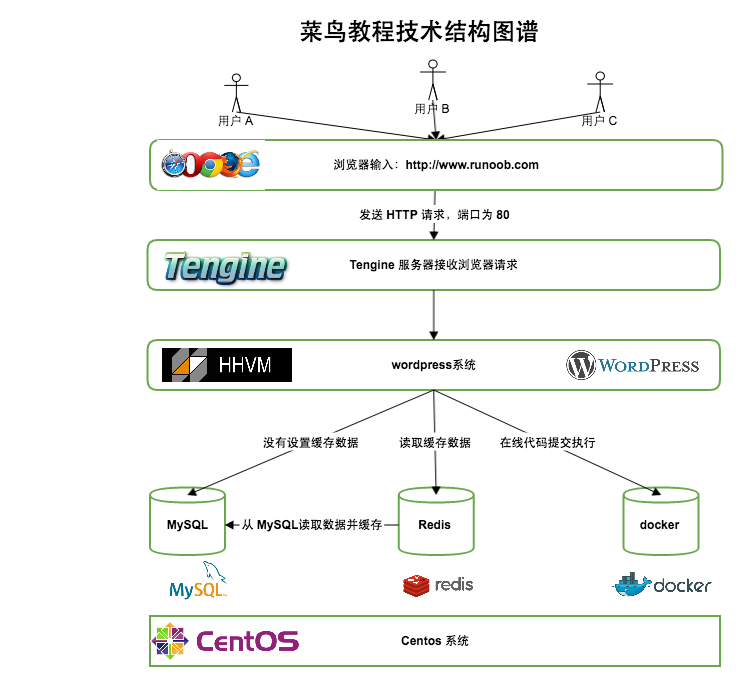 菜鸟教程技术结构图谱
用户 A
用户 B
用户 C
浏览器输入：http://www.runoob.com
发送 HTTP 请求，端口为 80
Tengine
Tengine 服务器接收浏览器请求
HHVM
wordpress系统
WORDPRESS
没有设置缓存数据
读取缓存数据
在线代码提交执行
MySQL
从 MySQL读取数据并缓存
Redis
docker
MySQL
redis
docker
CentOS
Centos 系统